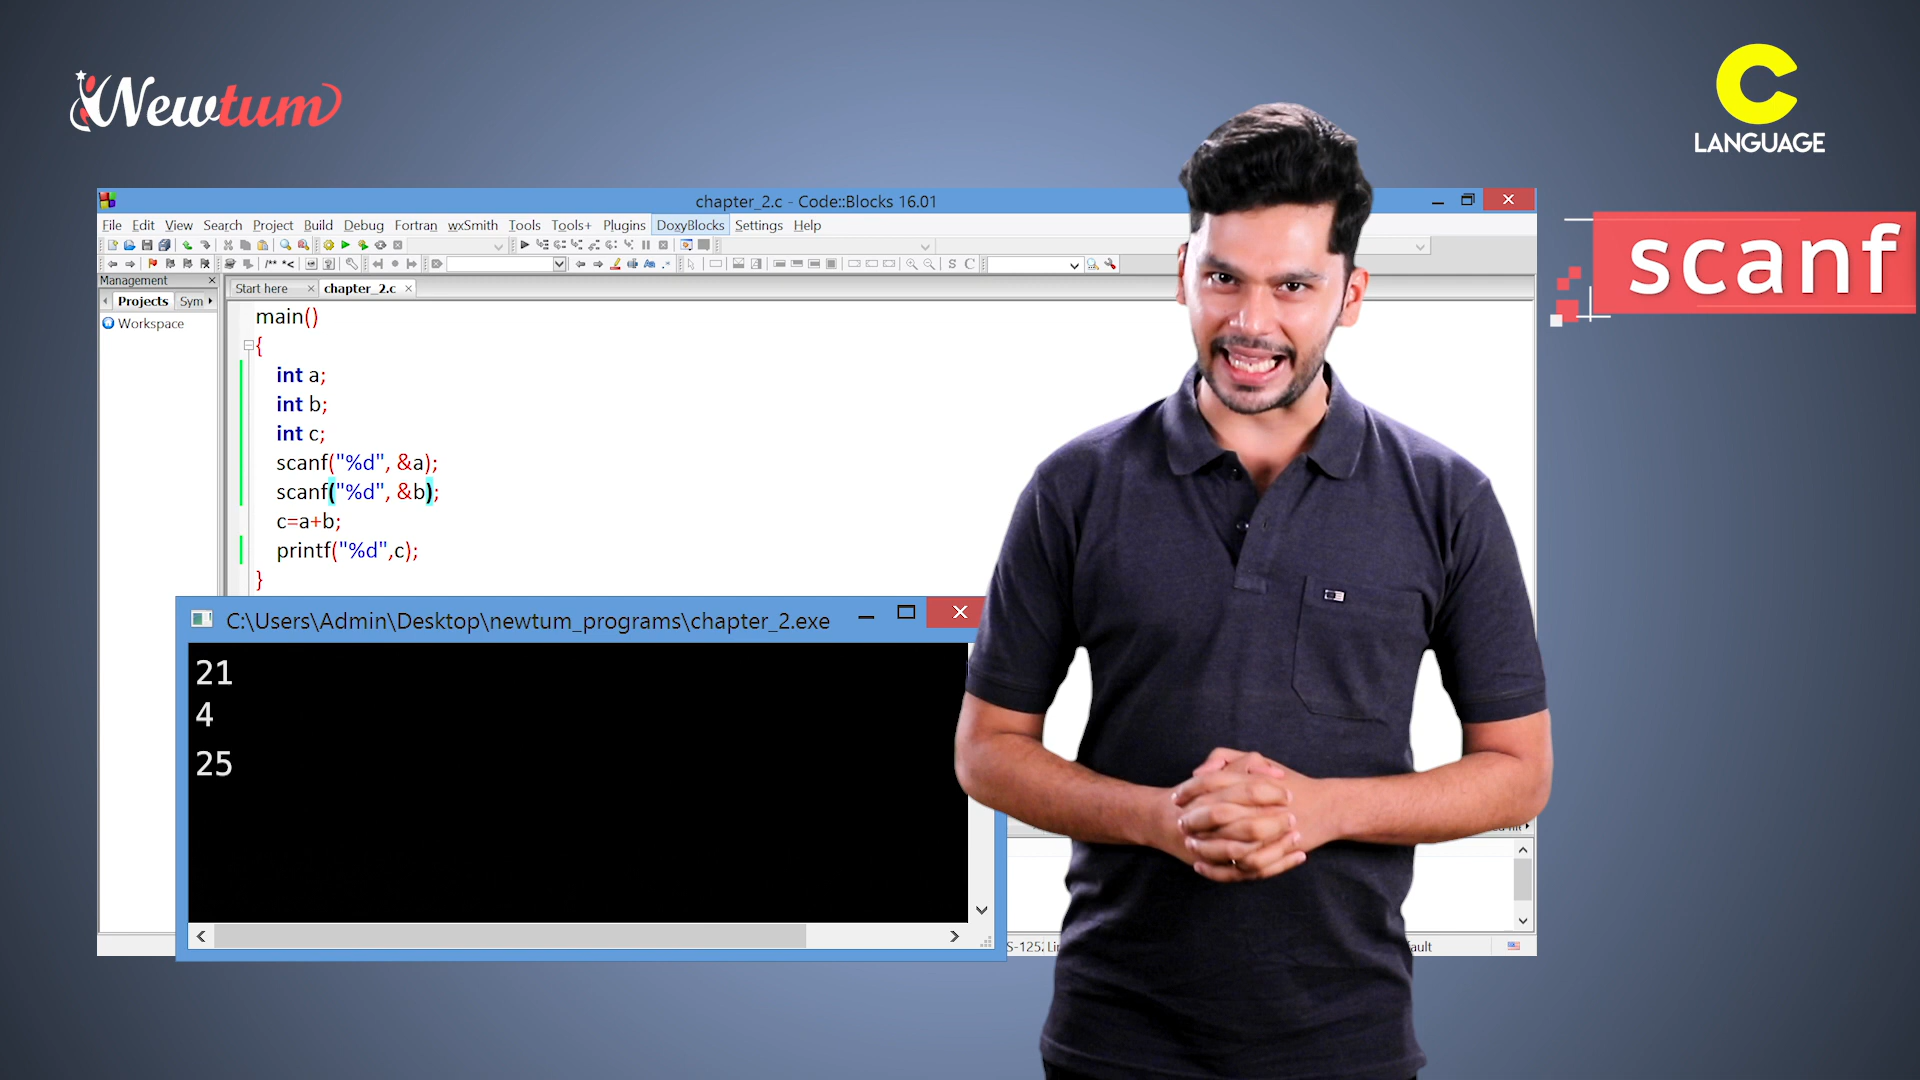 Newtum
C
LANGUAGE
scanf
chapter_2.c - Code::Blocks 16.01
File Edit View Search Project Build Debug Fortran wxSmith Tools Tools+ Plugins DoxyBlocks Settings Help
Management
Projects Sym
Workspace
Start here
chapter_2.c
main()
{
int a;
int b;
int c;
scanf("%d", &a);
scanf("%d", &b);
c=a+b;
printf("%d",c);
}
C:\Users\Admin\Desktop\newtum_programs\chapter_2.exe
21
4
25